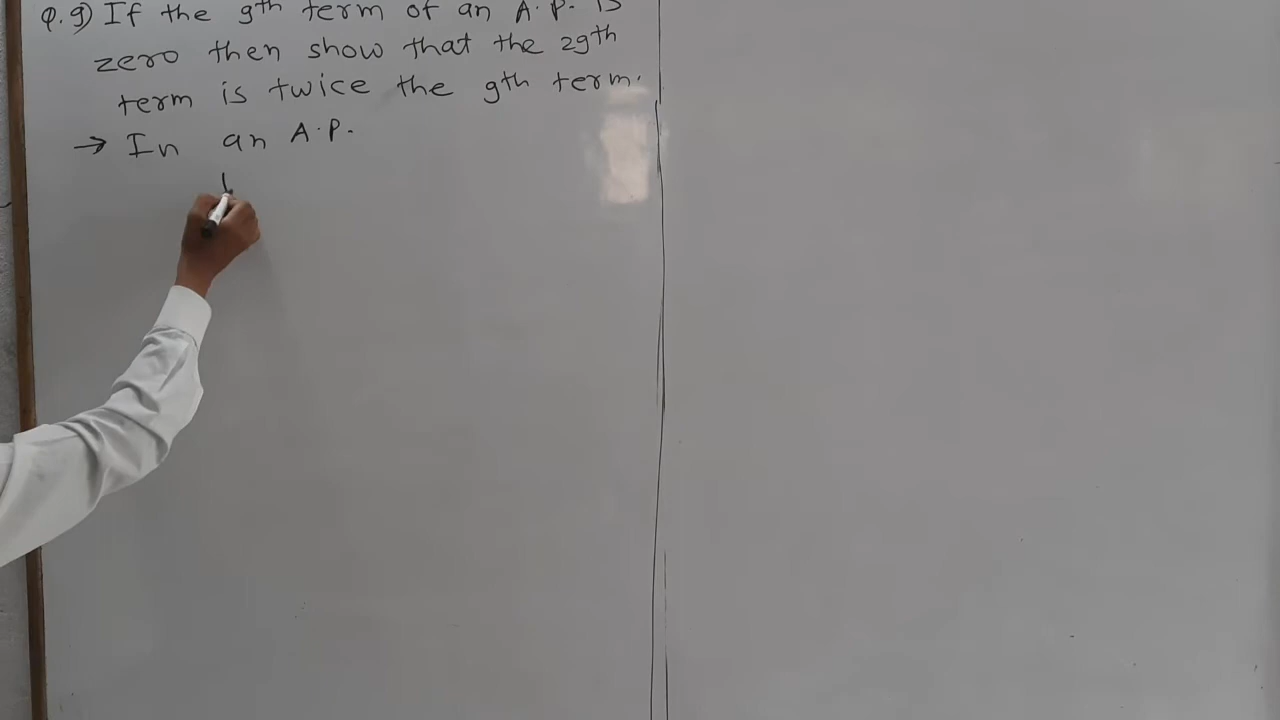 Q.9) If the 9th term of an A.P. is
zero then show that the 29th
term is twice the 9th term.
→ In an A.P.